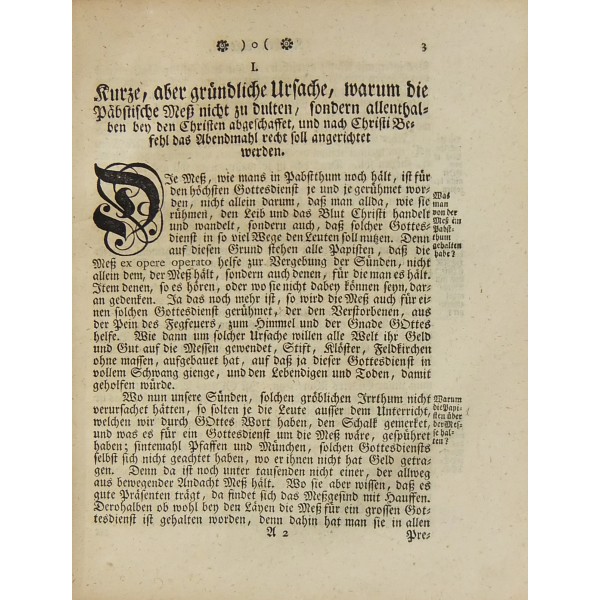 ❁ ) o ( ❁ 3
I.
Kurze, aber gründliche Ursache, warum die
Päbstische Meß nicht zu dulten, sondern allenthal-
ben bey den Christen abgeschaffet, und nach Christi Be-
fehl das Abendmahl recht soll angerichtet
werden.
DIe Meß, wie mans in Pabstthum noch hält, ist für
den höchsten Gottesdienst je und je gerühmet wor-
den, nicht allein darum, daß man allda, wie sie
rühmen, den Leib und das Blut Christi handelt
und wandelt, sondern auch, daß solcher Gottes-
dienst in so viel Wege den Leuten soll nutzen. Denn
auf diesen Grund stehen alle Papisten, daß die
Meß ex opere operato helfe zur Vergebung der Sünden, nicht
allein dem, der Meß hält, sondern auch denen, für die man es hält.
Item denen, so es hören, oder wo sie nicht dabey können seyn, dar-
an gedenken. Ja das noch mehr ist, so wird die Meß auch für ei-
nen solchen Gottesdienst gerühmet, der den Verstorbenen, aus
der Pein des Fegfeuers, zum Himmel und der Gnade GOttes
helfe. Wie dann um solcher Ursache willen alle Welt ihr Geld
und Gut auf die Messen gewendet, Stift, Klöster, Feldkirchen
ohne massen, aufgebauet hat, auf daß ja dieser Gottesdienst in
vollem Schwang gienge, und den Lebendigen und Toden, damit
geholfen würde.
Was
man
von der
Meß im
Pabst-
thum
gehalten
habe?
Wo nun unsere Sünden, solchen gröblichen Irrthum nicht
verursachet hätten, so solten je die Leute ausser dem Unterricht,
welchen wir durch GOttes Wort haben, den Schalk gemerket,
und was es für ein Gottesdienst um die Meß wäre, gespühret
haben; sintemahl Pfaffen und München, solchen Gottesdiensts
selbst sich nicht geachtet haben, wo er ihnen nicht hat Geld getra-
gen. Denn da ist noch unter tausenden nicht einer, der allweg
aus bewegender Andacht Meß hält. Wo sie aber wissen, daß es
gute Präsenten trägt, da findet sich das Meßgesind mit Hauffen.
Derohalben ob wohl bey den Läyen die Meß für ein grossen Got-
tesdienst ist gehalten worden, denn dahin hat man sie in allen
Warum
die Papi-
sten über
der Mes-
se hal-
ten?
A 2 Pre-